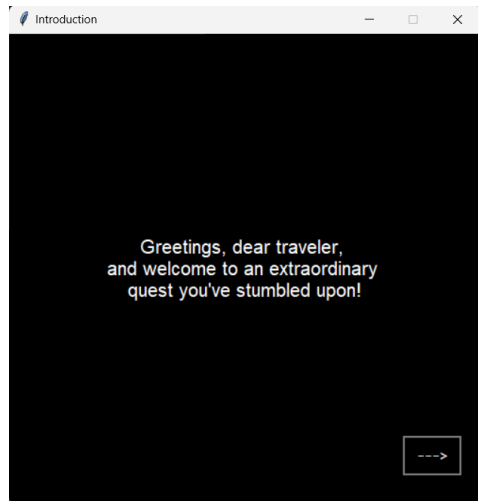 Introduction
Greetings, dear traveler,
and welcome to an extraordinary
quest you've stumbled upon!
--->